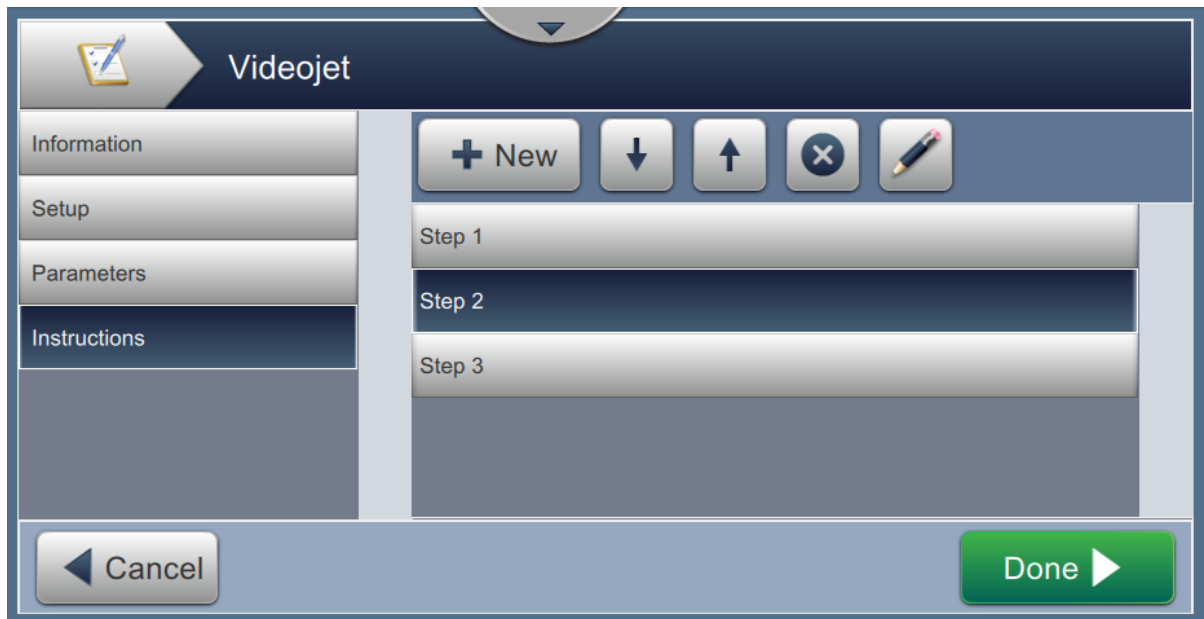 Videojet
Information
Setup
Parameters
Instructions
New
Step 1
Step 2
Step 3
Cancel
Done